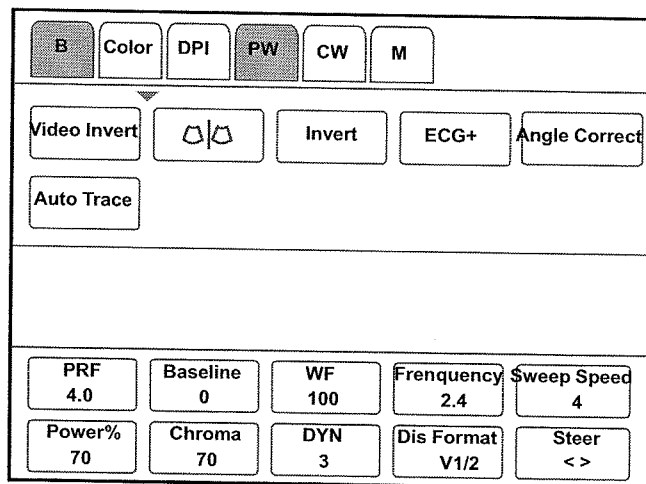 B Color DPI PW CW M
Video Invert Invert ECG+ Angle Correct
Auto Trace
PRF Baseline WF Frenquency Sweep Speed
4.0 0 100 2.4 4
Power% Chroma DYN Dis Format Steer
70 70 3 V1/2 < >